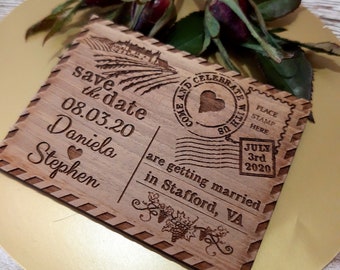 save
the date
08.03.20
Daniela
Stephen
COME AND CELEBRATE WITH US
PLACE
STAMP
HERE
JULY
3rd
2020
are getting married
in Stafford, VA